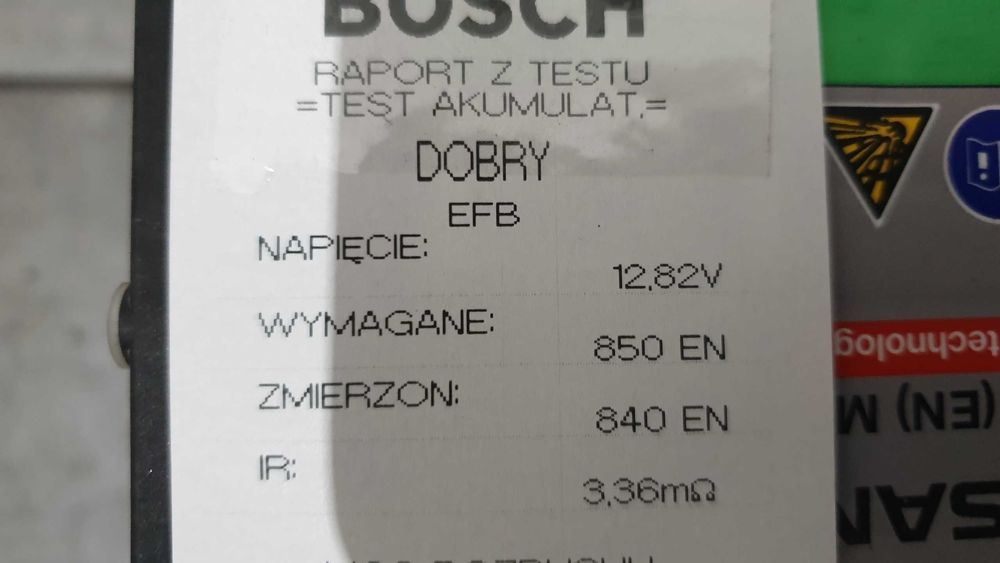 BOSCH
RAPORT Z TESTU
=TEST AKUMULAT.=
DOBRY
EFB
NAPIĘCIE:
12,82V
WYMAGANE:
850 EN
ZMIERZON:
840 EN
IR:
3,36mΩ
technolog
(EN)